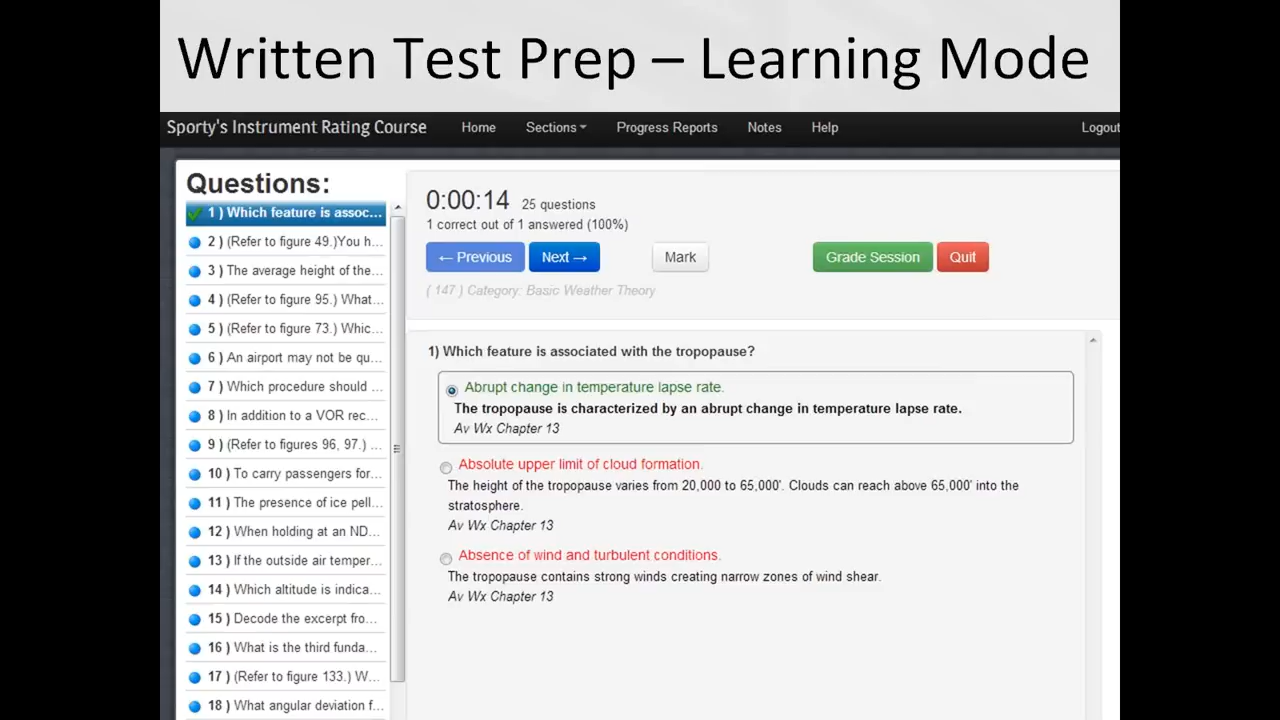 Written Test Prep – Learning Mode
Sporty's Instrument Rating Course Home Sections Progress Reports Notes Help Logout
Questions:
1 ) Which feature is assoc...
2 ) (Refer to figure 49.)You h...
3 ) The average height of the...
4 ) (Refer to figure 95.) What...
5 ) (Refer to figure 73.) Whic...
6 ) An airport may not be qu...
7 ) Which procedure should ...
8 ) In addition to a VOR rec...
9 ) (Refer to figures 96, 97.) ...
10 ) To carry passengers for...
11 ) The presence of ice pell...
12 ) When holding at an ND...
13 ) If the outside air temper...
14 ) Which altitude is indica...
15 ) Decode the excerpt fro...
16 ) What is the third funda...
17 ) (Refer to figure 133.) W...
18 ) What angular deviation f...
0:00:14 25 questions
1 correct out of 1 answered (100%)
← Previous Next → Mark Grade Session Quit
( 147 ) Category: Basic Weather Theory
1) Which feature is associated with the tropopause?
Abrupt change in temperature lapse rate.
The tropopause is characterized by an abrupt change in temperature lapse rate.
Av Wx Chapter 13
Absolute upper limit of cloud formation.
The height of the tropopause varies from 20,000 to 65,000'. Clouds can reach above 65,000' into the
stratosphere.
Av Wx Chapter 13
Absence of wind and turbulent conditions.
The tropopause contains strong winds creating narrow zones of wind shear.
Av Wx Chapter 13